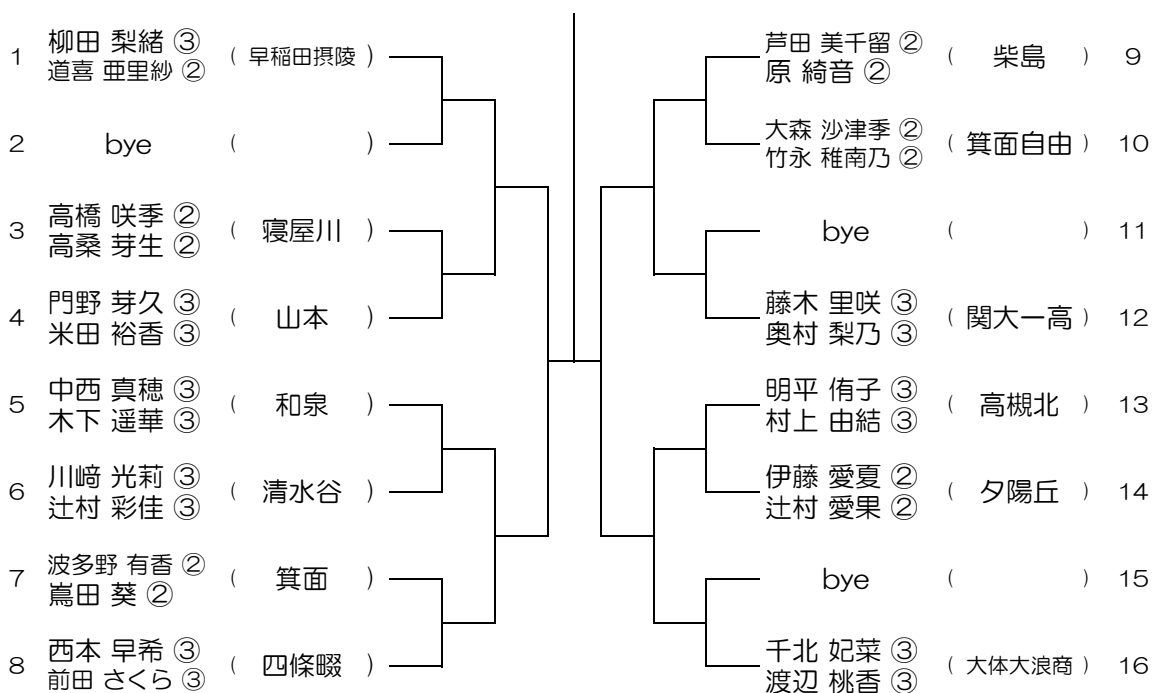 1 柳田 梨緒 ③ ( 早稲田摂陵 )
道喜 亜里紗 ②
2 bye ( )
3 高橋 咲季 ② ( 寝屋川 )
高桑 芽生 ②
4 門野 芽久 ③ ( 山本 )
米田 裕香 ③
5 中西 真穂 ③ ( 和泉 )
木下 遥華 ③
6 川﨑 光莉 ③ ( 清水谷 )
辻村 彩佳 ③
7 波多野 有香 ② ( 箕面 )
嶌田 葵 ②
8 西本 早希 ③ ( 四條畷 )
前田 さくら ③
芦田 美千留 ② ( 柴島 ) 9
原 綺音 ②
大森 沙津季 ② ( 箕面自由 ) 10
竹永 稚南乃 ②
bye ( ) 11
藤木 里咲 ③ ( 関大一高 ) 12
奥村 梨乃 ③
明平 侑子 ③ ( 高槻北 ) 13
村上 由結 ③
伊藤 愛夏 ② ( 夕陽丘 ) 14
辻村 愛果 ②
bye ( ) 15
千北 妃菜 ③ ( 大体大浪商 ) 16
渡辺 桃香 ③